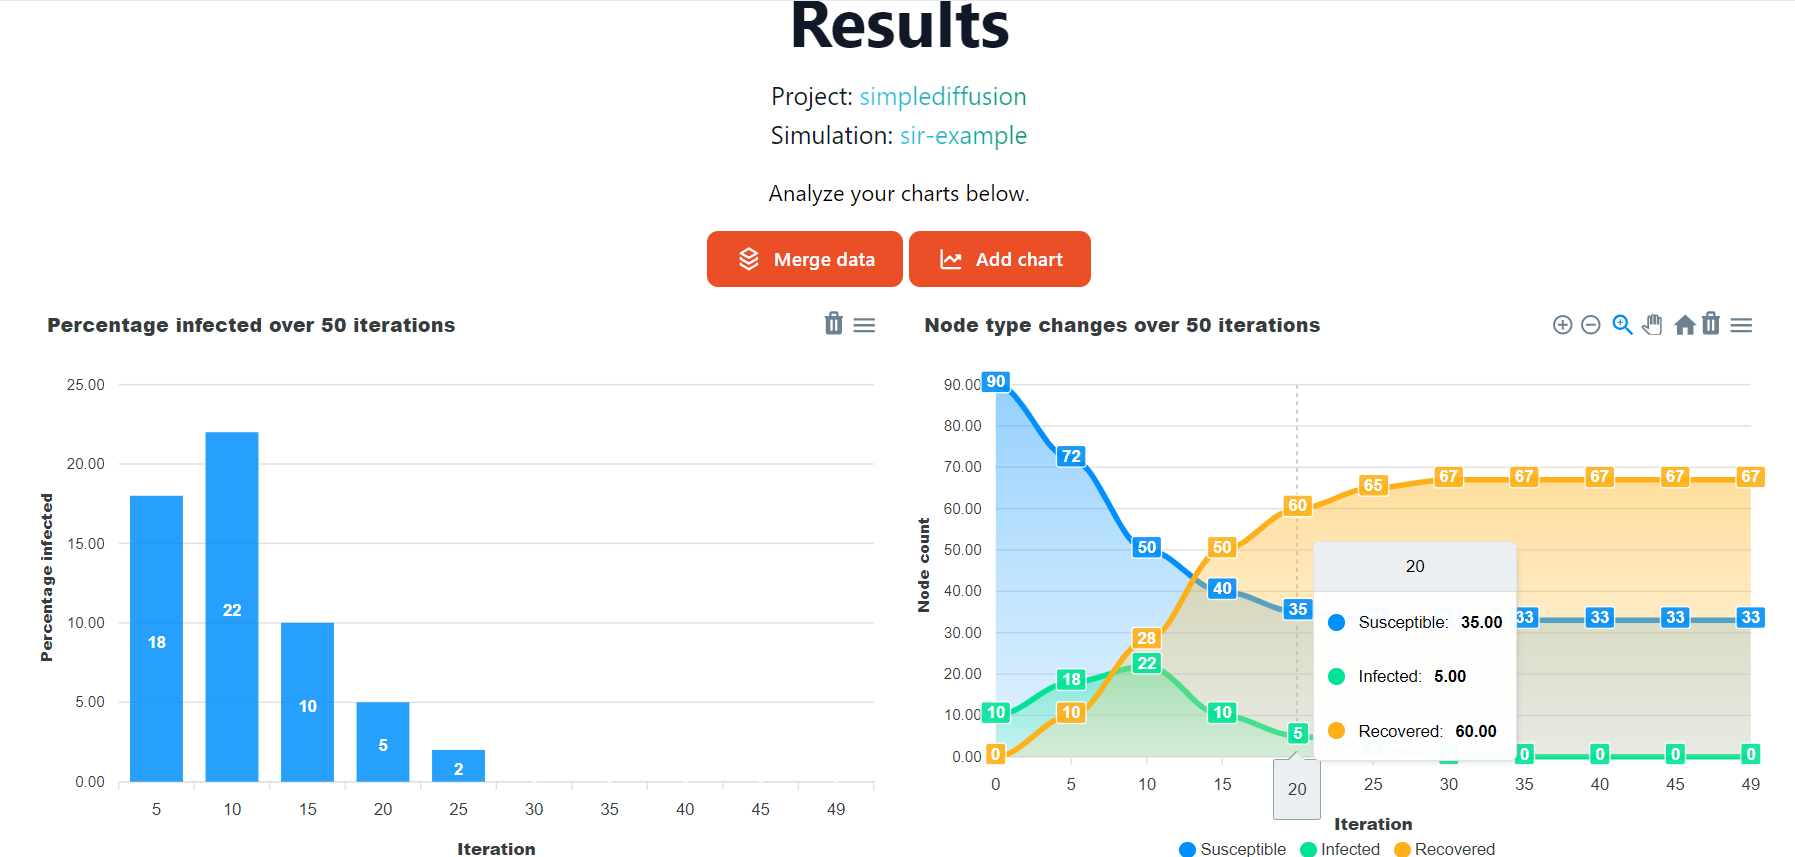 Results
Project: simplediffusion
Simulation: sir-example
Analyze your charts below.
Merge data
Add chart
Percentage infected over 50 iterations
25.00
20.00
15.00
10.00
5.00
0.00
Percentage infected
18
22
10
5
2
5 10 15 20 25 30 35 40 45 49
Iteration
Node type changes over 50 iterations
90.00
80.00
70.00
60.00
50.00
40.00
30.00
20.00
10.00
0.00
Node count
90 72 50 40 35 33 33 33 33
10 18 22 10 5 0 0 0 0
0 10 28 50 60 65 67 67 67 67 67
20
Susceptible: 35.00
Infected: 5.00
Recovered: 60.00
0 5 10 15 20 25 30 35 40 45 49
Iteration
Susceptible Infected Recovered